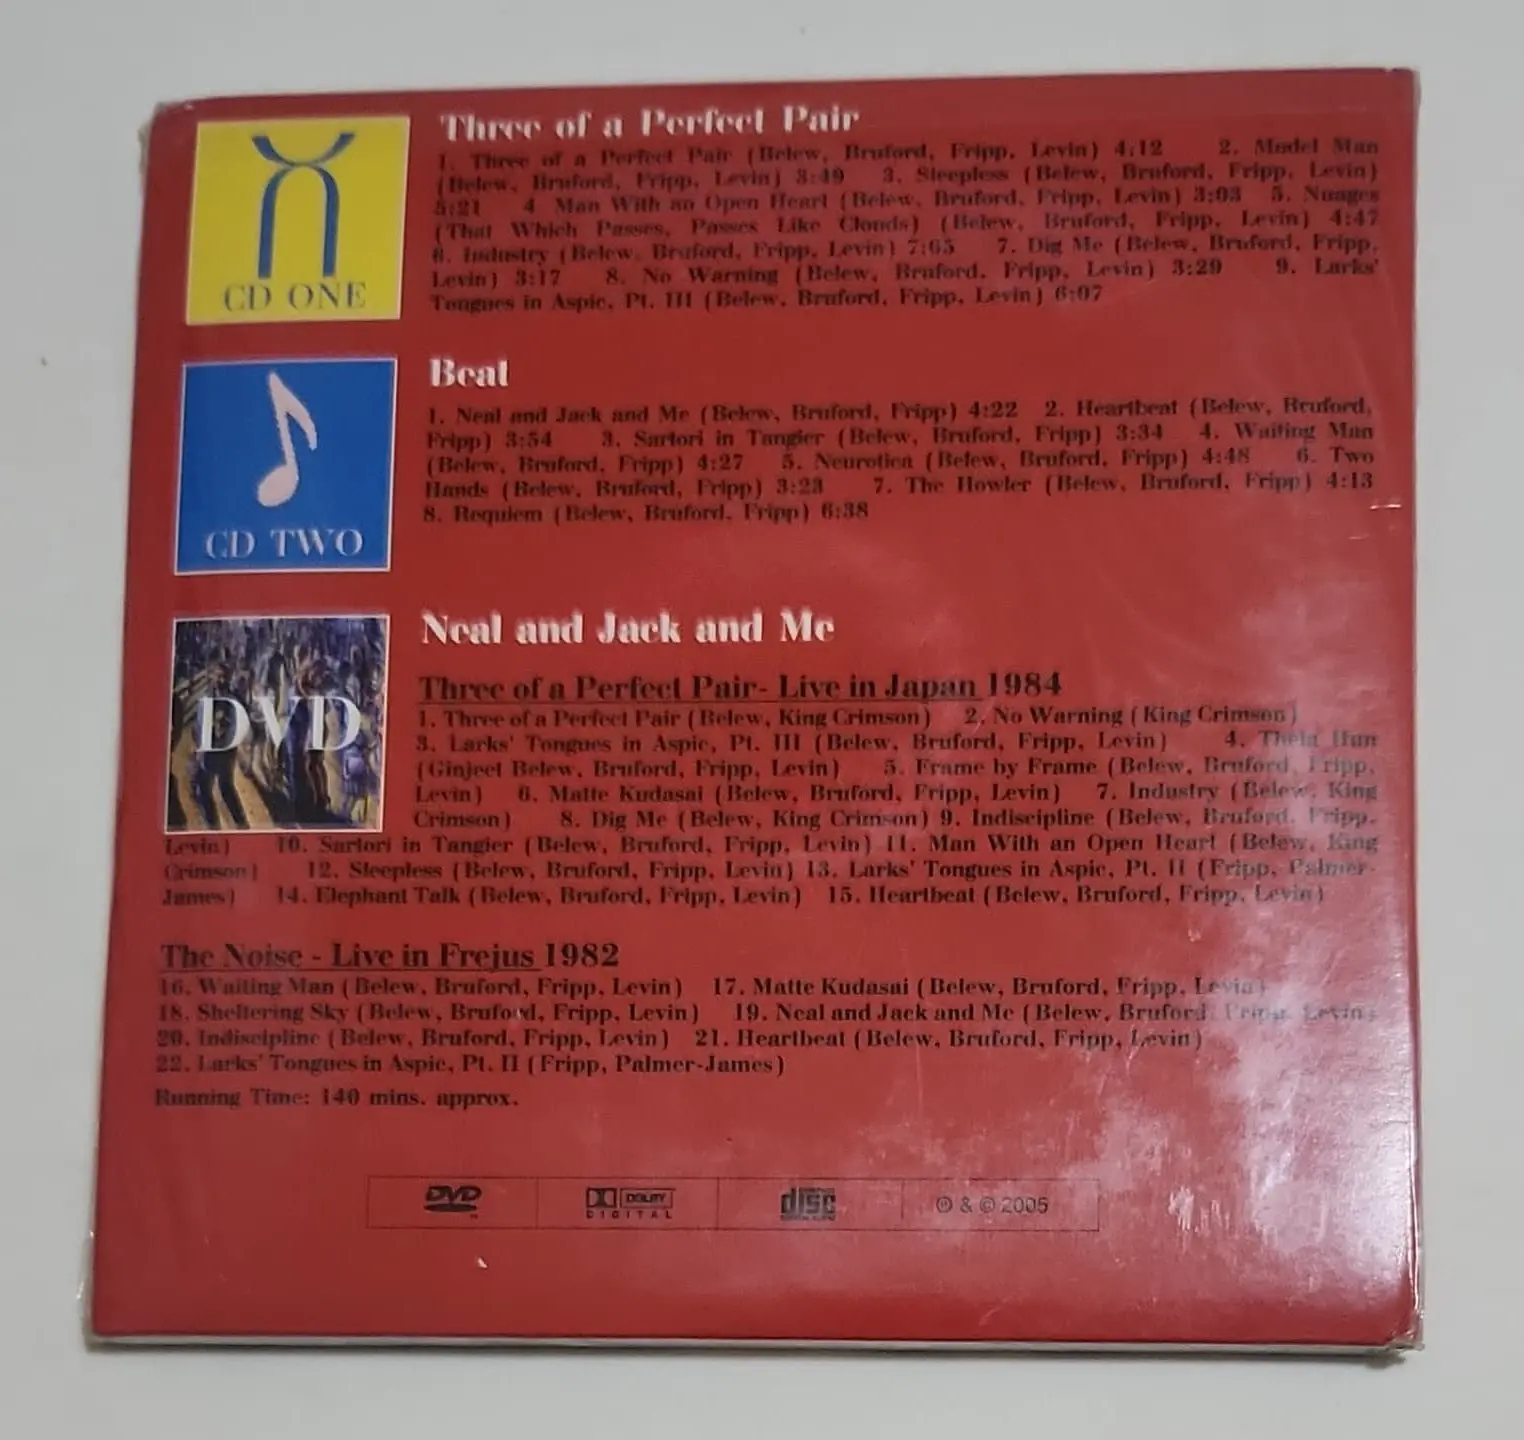 Three of a Perfect Pair
1. Three of a Perfect Pair (Belew, Bruford, Fripp, Levin) 4:12 2. Model Man
(Belew, Bruford, Fripp, Levin) 3:49 3. Sleepless (Belew, Bruford, Fripp, Levin)
5:21 4 Man With an Open Heart (Belew, Bruford, Fripp, Levin) 3:03 5. Nuages
(That Which Passes, Passes Like Clouds) (Belew, Bruford, Fripp, Levin) 4:47
6. Industry (Belew, Bruford, Fripp, Levin) 7:05 7. Dig Me (Belew, Bruford, Fripp,
Levin) 3:17 8. No Warning (Belew, Bruford, Fripp, Levin) 3:29 9. Larks'
Tongues in Aspic, Pt. III (Belew, Bruford, Fripp, Levin) 6:07
CD ONE
Beat
1. Neal and Jack and Me (Belew, Bruford, Fripp) 4:22 2. Heartbeat (Belew, Bruford,
Fripp) 3:54 3. Sartori in Tangier (Belew, Bruford, Fripp) 3:34 4. Waiting Man
(Belew, Bruford, Fripp) 4:27 5. Neurotica (Belew, Bruford, Fripp) 4:48 6. Two
Hands (Belew, Bruford, Fripp) 3:23 7. The Howler (Belew, Bruford, Fripp) 4:13
8. Requiem (Belew, Bruford, Fripp) 6:38
CD TWO
Neal and Jack and Me
Three of a Perfect Pair- Live in Japan 1984
DVD
1. Three of a Perfect Pair (Belew, King Crimson) 2. No Warning (King Crimson)
3. Larks' Tongues in Aspic, Pt. III (Belew, Bruford, Fripp, Levin) 4. Thela Hun
(Ginjeet Belew, Bruford, Fripp, Levin) 5. Frame by Frame (Belew, Bruford, Fripp,
Levin) 6. Matte Kudasai (Belew, Bruford, Fripp, Levin) 7. Industry (Belew, King
Crimson) 8. Dig Me (Belew, King Crimson) 9. Indiscipline (Belew, Bruford, Fripp,
Levin) 10. Sartori in Tangier (Belew, Bruford, Fripp, Levin) 11. Man With an Open Heart (Belew, King
Crimson) 12. Sleepless (Belew, Bruford, Fripp, Levin) 13. Larks' Tongues in Aspic, Pt. II (Fripp, Palmer-
James) 14. Elephant Talk (Belew, Bruford, Fripp, Levin) 15. Heartbeat (Belew, Bruford, Fripp, Levin)
The Noise - Live in Frejus 1982
16. Waiting Man (Belew, Bruford, Fripp, Levin) 17. Matte Kudasai (Belew, Bruford, Fripp, Levin)
18. Sheltering Sky (Belew, Bruford, Fripp, Levin) 19. Neal and Jack and Me (Belew, Bruford, Fripp, Levin)
20. Indiscipline (Belew, Bruford, Fripp, Levin) 21. Heartbeat (Belew, Bruford, Fripp, Levin)
22. Larks' Tongues in Aspic, Pt. II (Fripp, Palmer-James)
Running Time: 140 mins. approx.
DVD DOLBY DIGITAL disc ℗ & © 2005